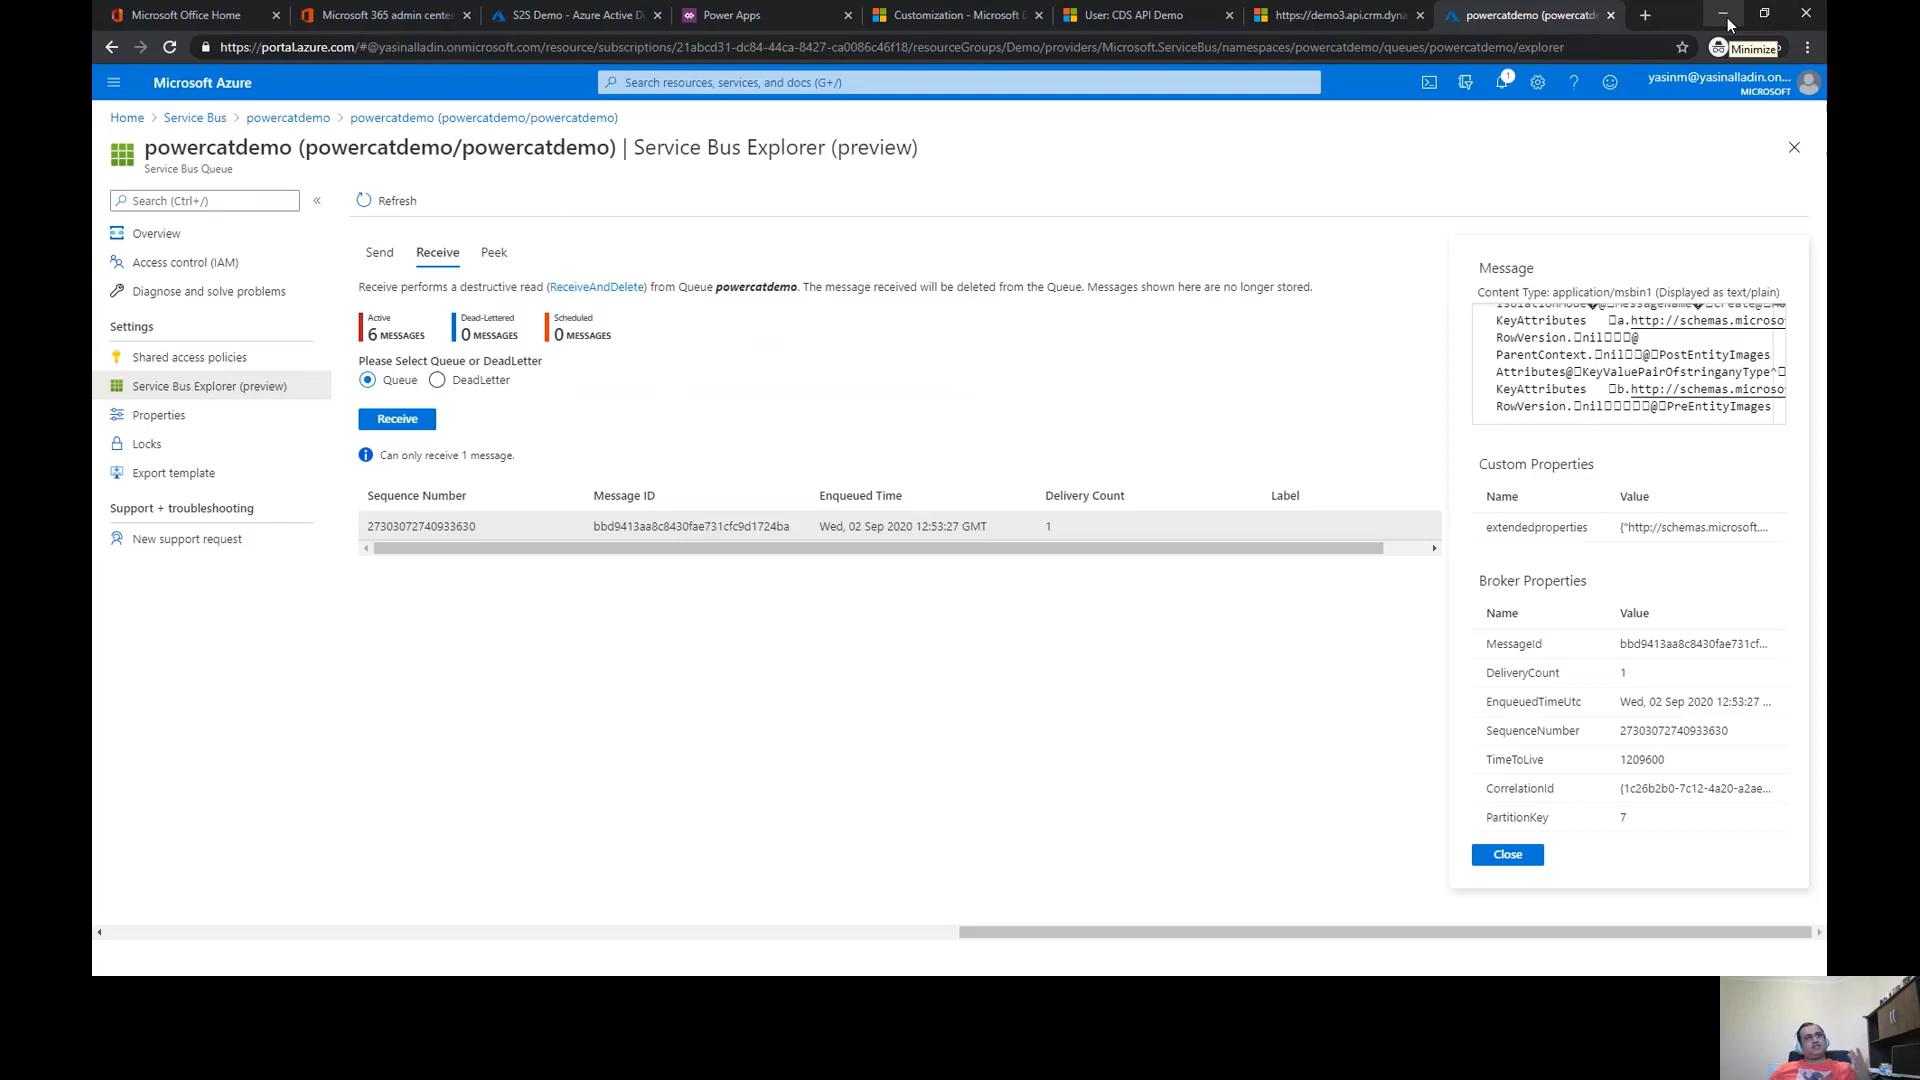 Microsoft Office Home
Microsoft 365 admin center
S2S Demo - Azure Active D
Power Apps
Customization - Microsoft D
User: CDS API Demo
https://demo3.api.crm.dyna
powercatdemo (powercatd
Minimize
https://portal.azure.com/#@yasinalladin.onmicrosoft.com/resource/subscriptions/21abcd31-dc84-44ca-8427-ca0086c46f18/resourceGroups/Demo/providers/Microsoft.ServiceBus/namespaces/powercatdemo/queues/powercatdemo/explorer
Microsoft Azure
Search resources, services, and docs (G+/)
1
yasinm@yasinalladin.on...
MICROSOFT
Home > Service Bus > powercatdemo > powercatdemo (powercatdemo/powercatdemo)
powercatdemo (powercatdemo/powercatdemo) | Service Bus Explorer (preview)
Service Bus Queue
Search (Ctrl+/)
«
Overview
Access control (IAM)
Diagnose and solve problems
Settings
Shared access policies
Service Bus Explorer (preview)
Properties
Locks
Export template
Support + troubleshooting
New support request
Refresh
Send
Receive
Peek
Receive performs a destructive read (ReceiveAndDelete) from Queue powercatdemo. The message received will be deleted from the Queue. Messages shown here are no longer stored.
Active
6 MESSAGES
Dead-Lettered
0 MESSAGES
Scheduled
0 MESSAGES
Please Select Queue or DeadLetter
Queue
DeadLetter
Receive
Can only receive 1 message.
Sequence Number
Message ID
Enqueued Time
Delivery Count
Label
27303072740933630
bbd9413aa8c8430fae731cfc9d1724ba
Wed, 02 Sep 2020 12:53:27 GMT
1
Message
Content Type: application/msbin1 (Displayed as text/plain)
KeyAttributes a.http://schemas.microso
RowVersion. nil @
ParentContext. nil @ PostEntityImages
Attributes@ KeyValuePairOfstringanyType^
KeyAttributes b.http://schemas.microso
RowVersion. nil @ PreEntityImages
Custom Properties
Name
Value
extendedproperties
{"http://schemas.microsoft....
Broker Properties
Name
Value
MessageId
bbd9413aa8c8430fae731cf...
DeliveryCount
1
EnqueuedTimeUtc
Wed, 02 Sep 2020 12:53:27 ...
SequenceNumber
27303072740933630
TimeToLive
1209600
CorrelationId
{1c26b2b0-7c12-4a20-a2ae...
PartitionKey
7
Close